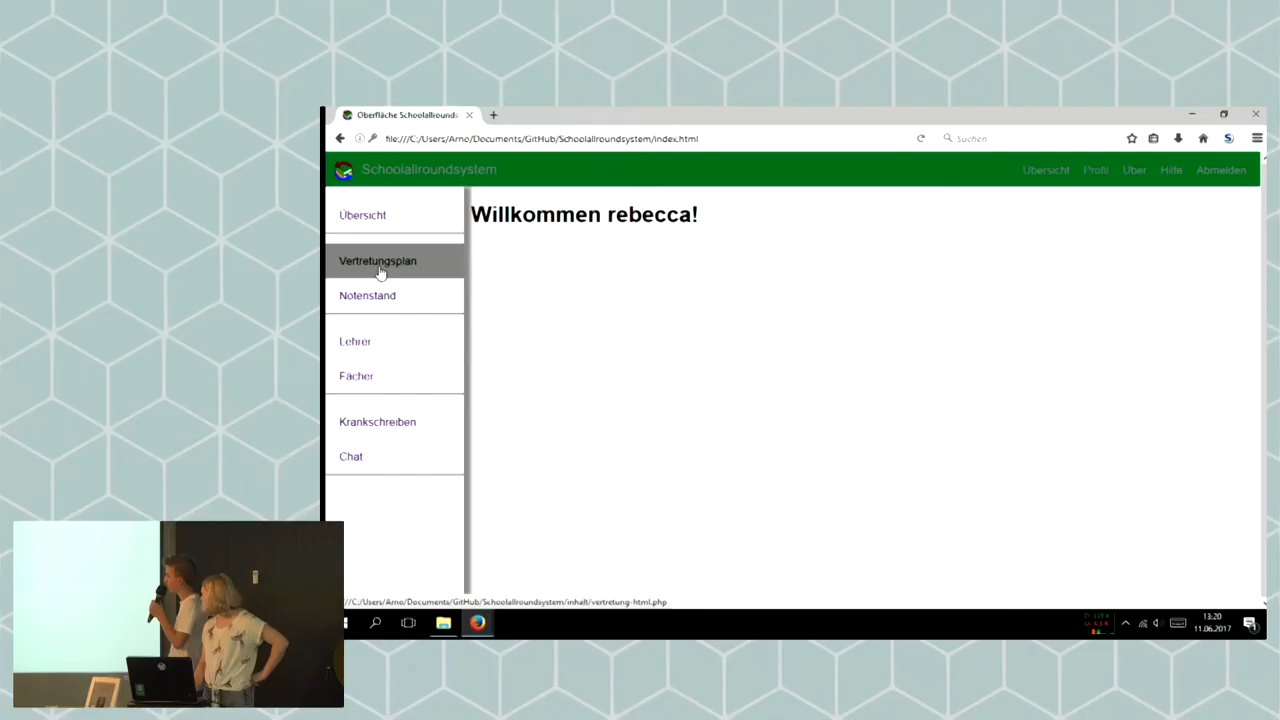 Oberfläche Schoolallrounds
file:///C:/Users/Arno/Documents/GitHub/Schoolallroundsystem/index.html
Suchen
Schoolallroundsystem
Übersicht Profil Über Hilfe Abmelden
Übersicht
Willkommen rebecca!
Vertretungsplan
Notenstand
Lehrer
Fächer
Krankschreiben
Chat
//C:/Users/Arno/Documents/GitHub/Schoolallroundsystem/inhalt/vertretung-html.php
13:20
11.06.2017